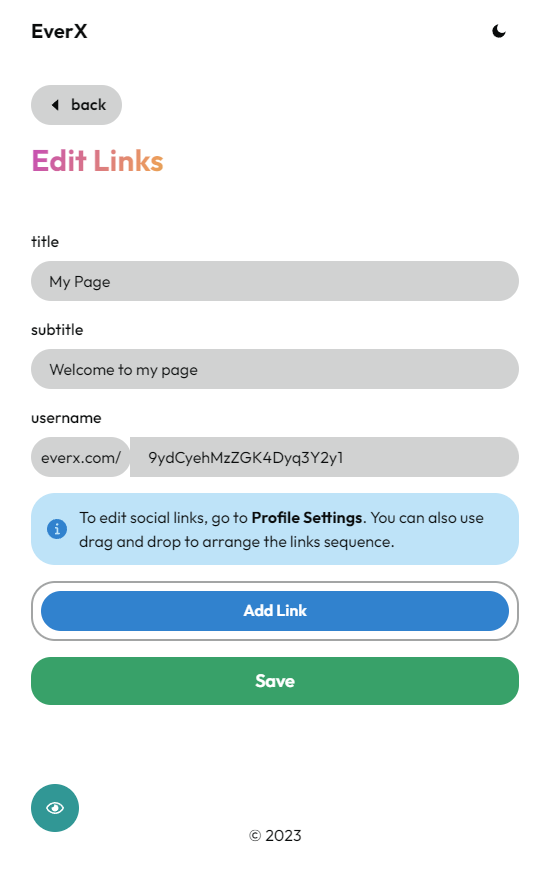 EverX
back
Edit Links
title
My Page
subtitle
Welcome to my page
username
everx.com/ 9ydCyehMzZGK4Dyq3Y2y1
To edit social links, go to Profile Settings. You can also use
drag and drop to arrange the links sequence.
Add Link
Save
© 2023